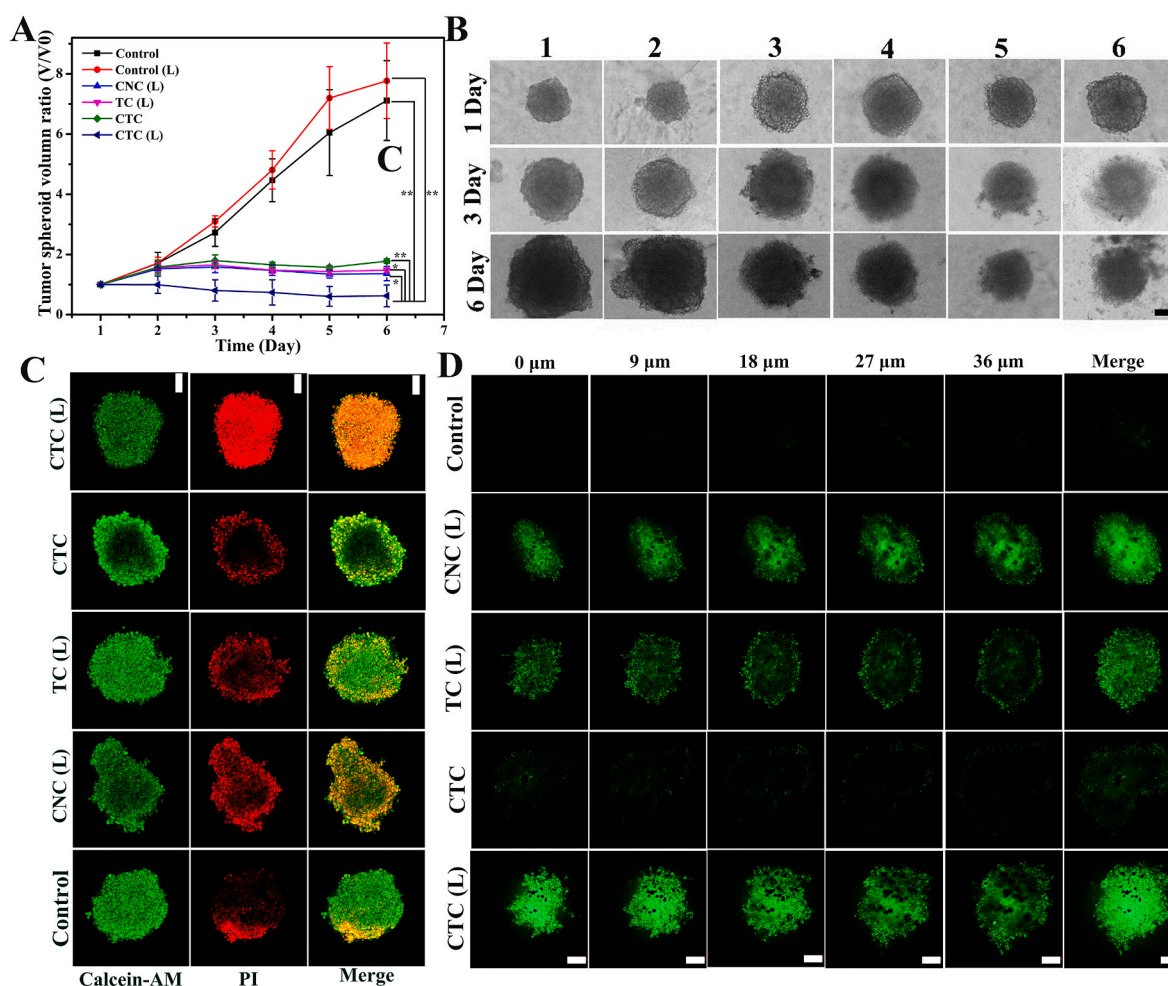 A
Tumor spheroid volumn ratio (V/V0)
8
6
4
2
0
Control
Control (L)
CNC (L)
TC (L)
CTC
CTC (L)
C
**
**
**
*
*
1 2 3 4 5 6 7
Time (Day)
B
1 2 3 4 5 6
1 Day
3 Day
6 Day
C
CTC (L)
CTC
TC (L)
CNC (L)
Control
Calcein-AM PI Merge
D
0 μm 9 μm 18 μm 27 μm 36 μm Merge
Control
CNC (L)
TC (L)
CTC
CTC (L)